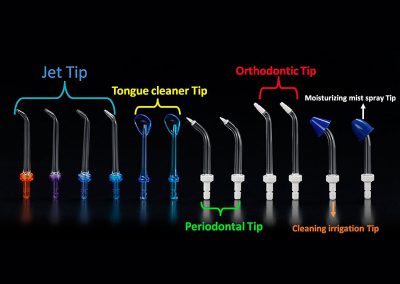 Jet Tip
Tongue cleaner Tip
Orthodontic Tip
Moisturizing mist spray Tip
Periodontal Tip
Cleaning irrigation Tip